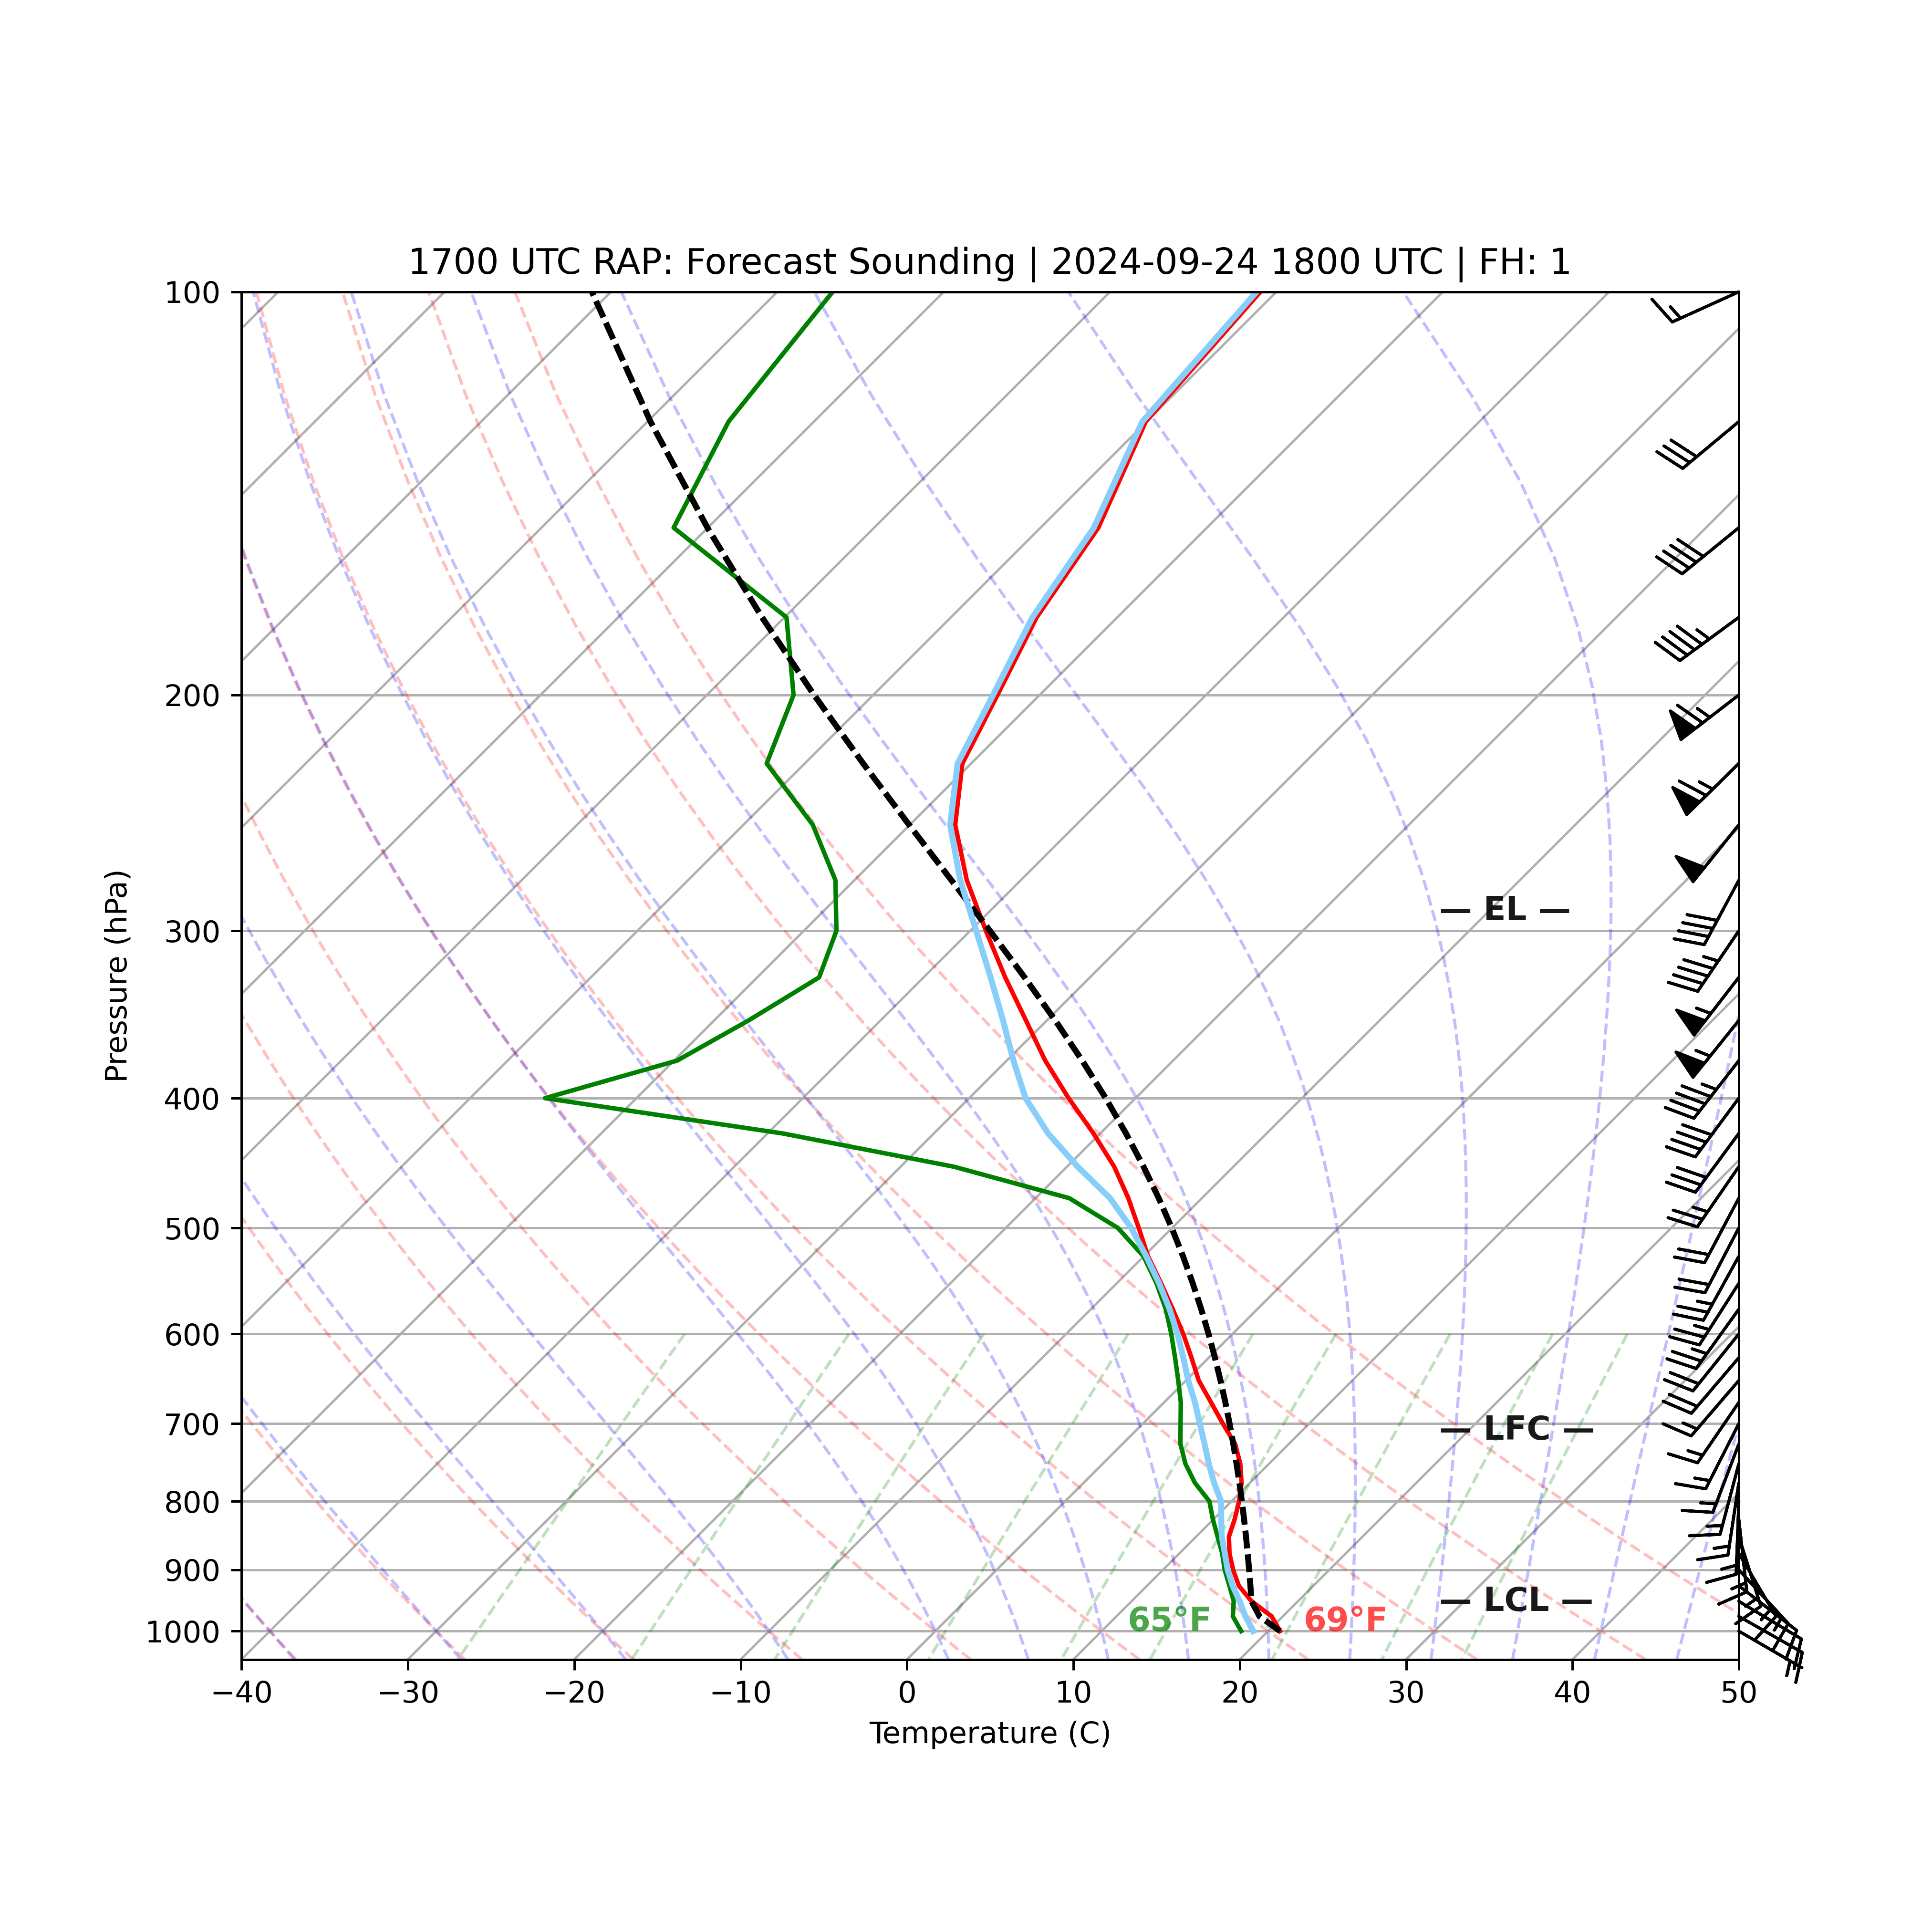 1700 UTC RAP: Forecast Sounding | 2024-09-24 1800 UTC | FH: 1
100
200
300
400
500
600
700
800
900
1000
Pressure (hPa)
— EL —
— LFC —
— LCL —
65°F
69°F
−40 −30 −20 −10 0 10 20 30 40 50
Temperature (C)